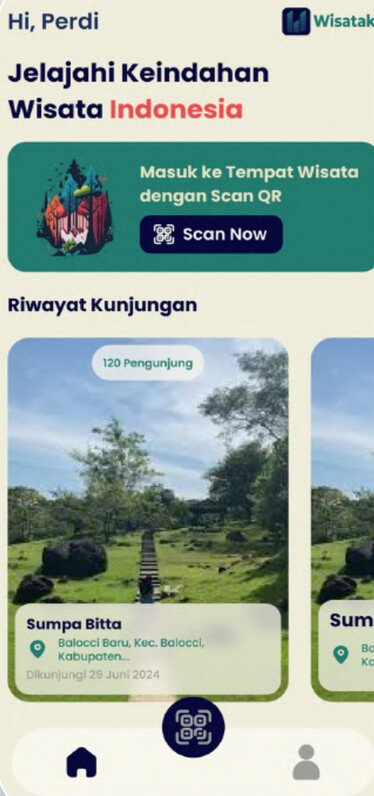 Hi, Perdi
Wisatak
Jelajahi Keindahan
Wisata Indonesia
Masuk ke Tempat Wisata
dengan Scan QR
Scan Now
Riwayat Kunjungan
120 Pengunjung
Sumpa Bitta
Balocci Baru, Kec. Balocci,
Kabupaten...
Dikunjungi 29 Juni 2024
Sum
Ba